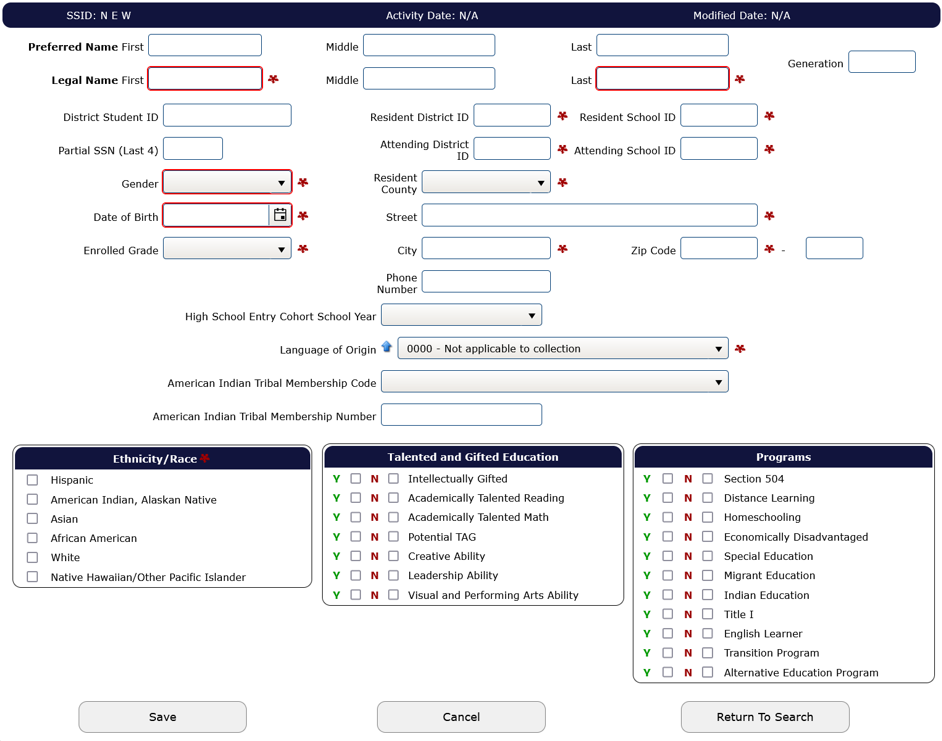 SSID: N E W Activity Date: N/A Modified Date: N/A
Preferred Name First Middle Last
Generation
Legal Name First * Middle Last *
District Student ID Resident District ID * Resident School ID *
Partial SSN (Last 4) Attending District ID * Attending School ID *
Gender * Resident County *
Date of Birth * Street *
Enrolled Grade * City * Zip Code * -
Phone Number
High School Entry Cohort School Year
Language of Origin 0000 - Not applicable to collection *
American Indian Tribal Membership Code
American Indian Tribal Membership Number
Ethnicity/Race *
Hispanic
American Indian, Alaskan Native
Asian
African American
White
Native Hawaiian/Other Pacific Islander
Talented and Gifted Education
Y N Intellectually Gifted
Y N Academically Talented Reading
Y N Academically Talented Math
Y N Potential TAG
Y N Creative Ability
Y N Leadership Ability
Y N Visual and Performing Arts Ability
Programs
Y N Section 504
Y N Distance Learning
Y N Homeschooling
Y N Economically Disadvantaged
Y N Special Education
Y N Migrant Education
Y N Indian Education
Y N Title I
Y N English Learner
Y N Transition Program
Y N Alternative Education Program
Save Cancel Return To Search